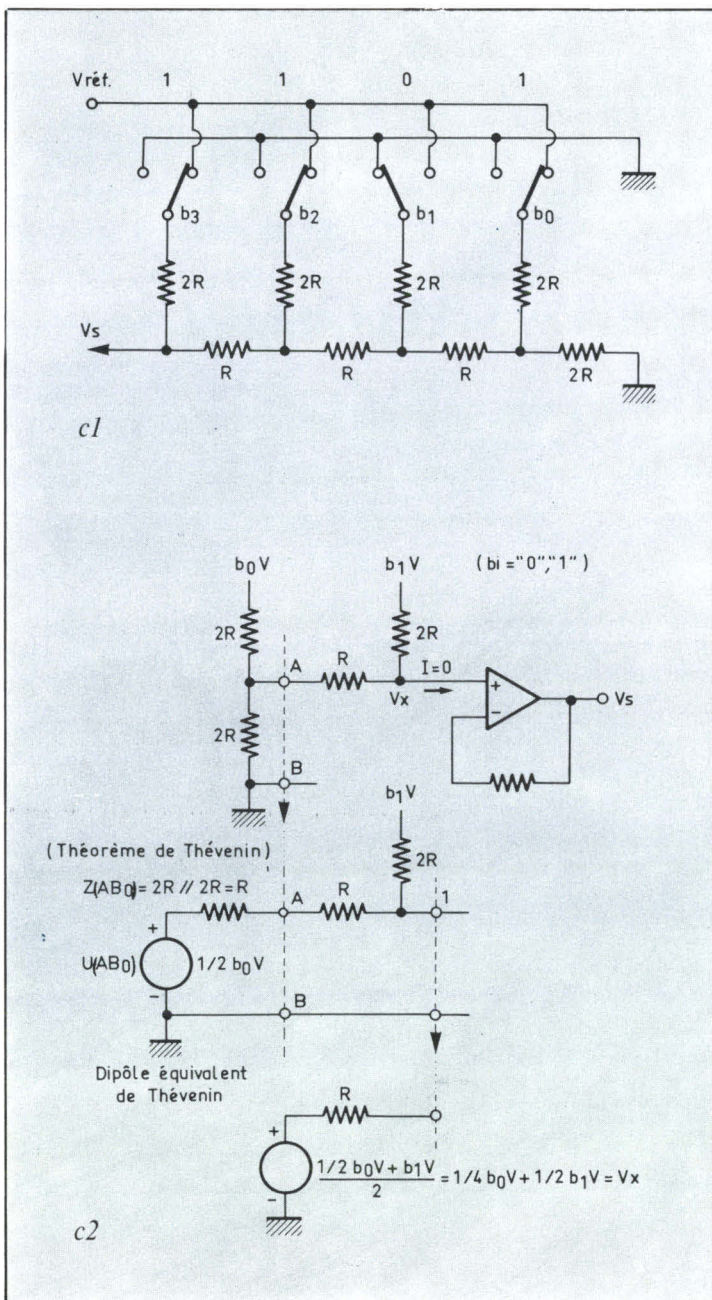 Vréf. 1 1 0 1
b3 b2 b1 b0
2R 2R 2R 2R
Vs
R R R 2R
c1
b0V b1V (bi="0","1")
2R 2R
A R I=0
Vx + Vs
-
2R
B
b1V
(Théorème de Thévenin)
2R
Z(AB0)= 2R // 2R = R
A R 1
+
U(AB0) 1/2 b0V
-
B
Dipôle équivalent
de Thévenin
R
+
1/2 b0V + b1V
2
= 1/4 b0V + 1/2 b1V = Vx
-
c2